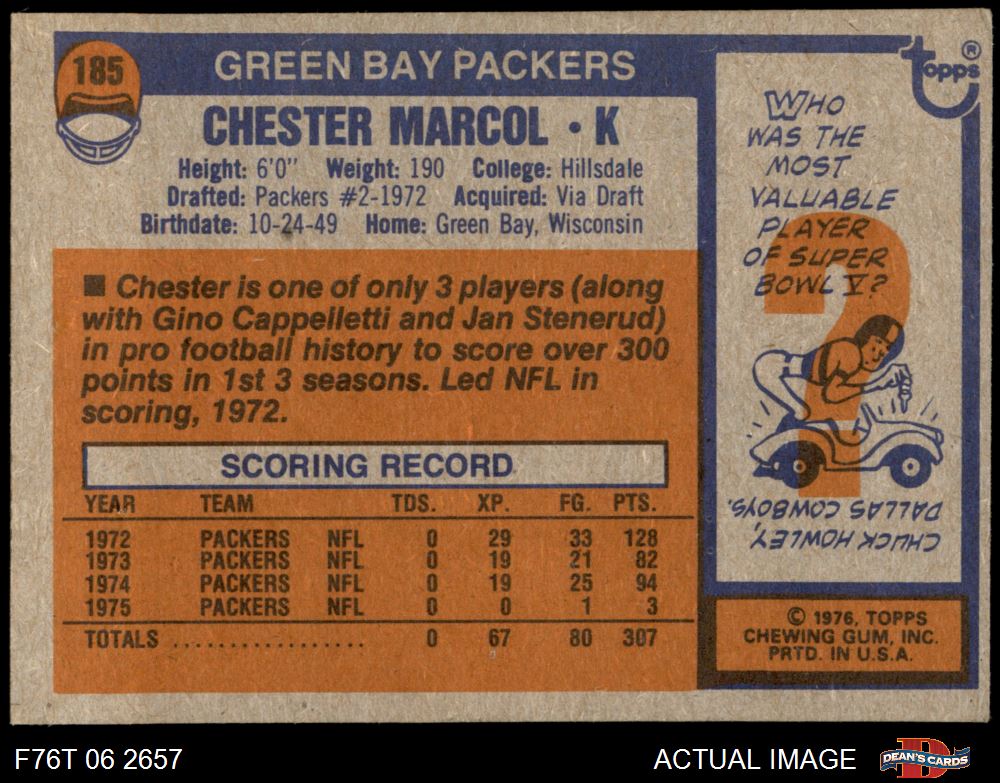 185
GREEN BAY PACKERS
CHESTER MARCOL • K
Height: 6'0" Weight: 190 College: Hillsdale
Drafted: Packers #2-1972 Acquired: Via Draft
Birthdate: 10-24-49 Home: Green Bay, Wisconsin
■ Chester is one of only 3 players (along
with Gino Cappelletti and Jan Stenerud)
in pro football history to score over 300
points in 1st 3 seasons. Led NFL in
scoring, 1972.
SCORING RECORD
YEAR TEAM TDS. XP. FG. PTS.
1972 PACKERS NFL 0 29 33 128
1973 PACKERS NFL 0 19 21 82
1974 PACKERS NFL 0 19 25 94
1975 PACKERS NFL 0 0 1 3
TOTALS .................. 0 67 80 307
topps ®
WHO
WAS THE
MOST
VALUABLE
PLAYER
OF SUPER
BOWL V?
CHUCK HOWLEY,
DALLAS COWBOYS.
© 1976, TOPPS
CHEWING GUM, INC.
PRTD. IN U.S.A.
F76T 06 2657
ACTUAL IMAGE
D
DEAN'S CARDS